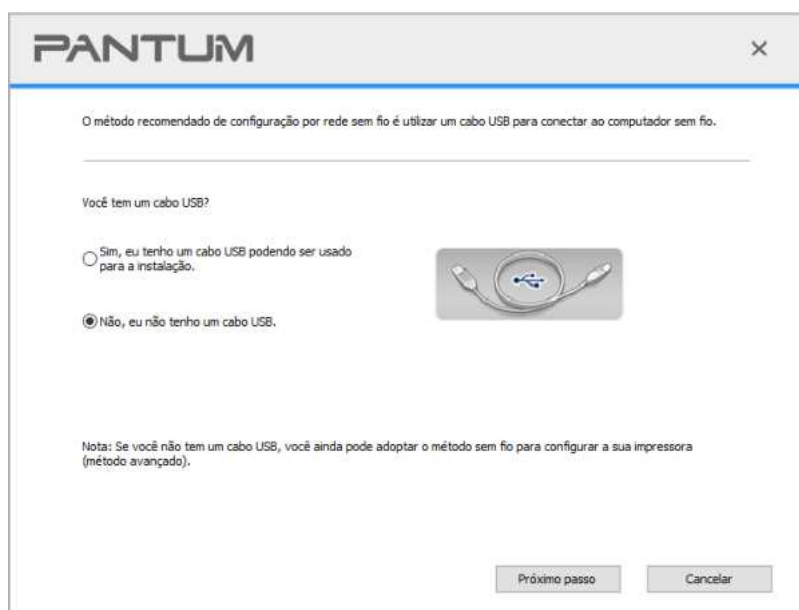 PANTUM
O método recomendado de configuração por rede sem fio é utilizar um cabo USB para conectar ao computador sem fio.
Você tem um cabo USB?
Sim, eu tenho um cabo USB podendo ser usado
para a instalação.
Não, eu não tenho um cabo USB.
Nota: Se você não tem um cabo USB, você ainda pode adoptar o método sem fio para configurar a sua impressora
(método avançado).
Próximo passo
Cancelar